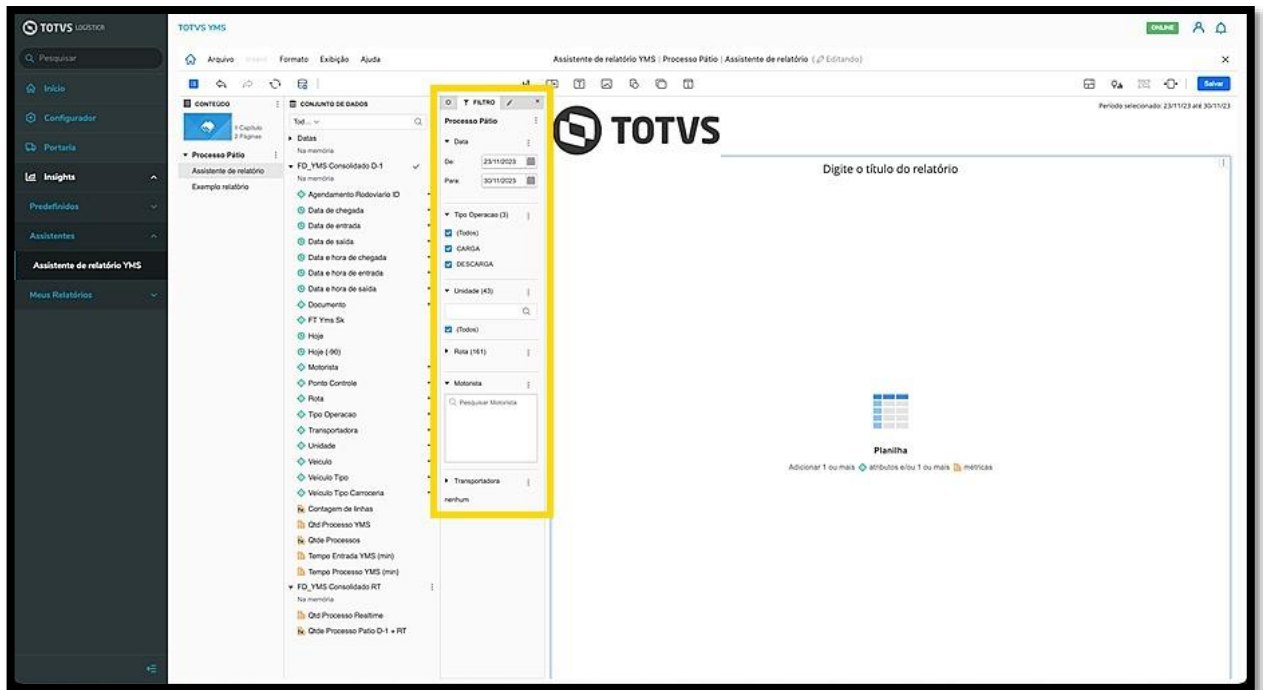 TOTVS LOGÍSTICA
TOTVS YMS
ONLINE
Pesquisar
Início
Configurador
Portaria
Insights
Predefinidos
Assistentes
Assistente de relatório YMS
Meus Relatórios
Arquivo Formato Exibição Ajuda
Assistente de relatório YMS | Processo Pátio | Assistente de relatório (Editando)
Salvar
CONTEÚDO
1 Capítulo
2 Páginas
Processo Pátio
Assistente de relatório
Exemplo relatório
CONJUNTO DE DADOS
Tod...
Datas
Na memória
FD_YMS Consolidado D-1
Na memória
Agendamento Rodoviario ID
Data de chegada
Data de entrada
Data de saída
Data e hora de chegada
Data e hora de entrada
Data e hora de saída
Documento
FT Yms Sk
Hoje
Hoje (-90)
Motorista
Ponto Controle
Rota
Tipo Operacao
Transportadora
Unidade
Veiculo
Veiculo Tipo
Veiculo Tipo Carroceria
Contagem de linhas
Qtd Processo YMS
Qtde Processos
Tempo Entrada YMS (min)
Tempo Processo YMS (min)
FD_YMS Consolidado RT
Na memória
Qtd Processo Realtime
Qtde Processo Patio D-1 + RT
FILTRO
Processo Pátio
Data
De: 23/11/2023
Para: 30/11/2023
Tipo Operacao (3)
(Todos)
CARGA
DESCARGA
Unidade (43)
(Todos)
Rota (161)
Motorista
Pesquisar Motorista
Transportadora
nenhum
TOTVS
Período selecionado: 23/11/23 até 30/11/23
Digite o título do relatório
Planilha
Adicionar 1 ou mais atributos e/ou 1 ou mais métricas